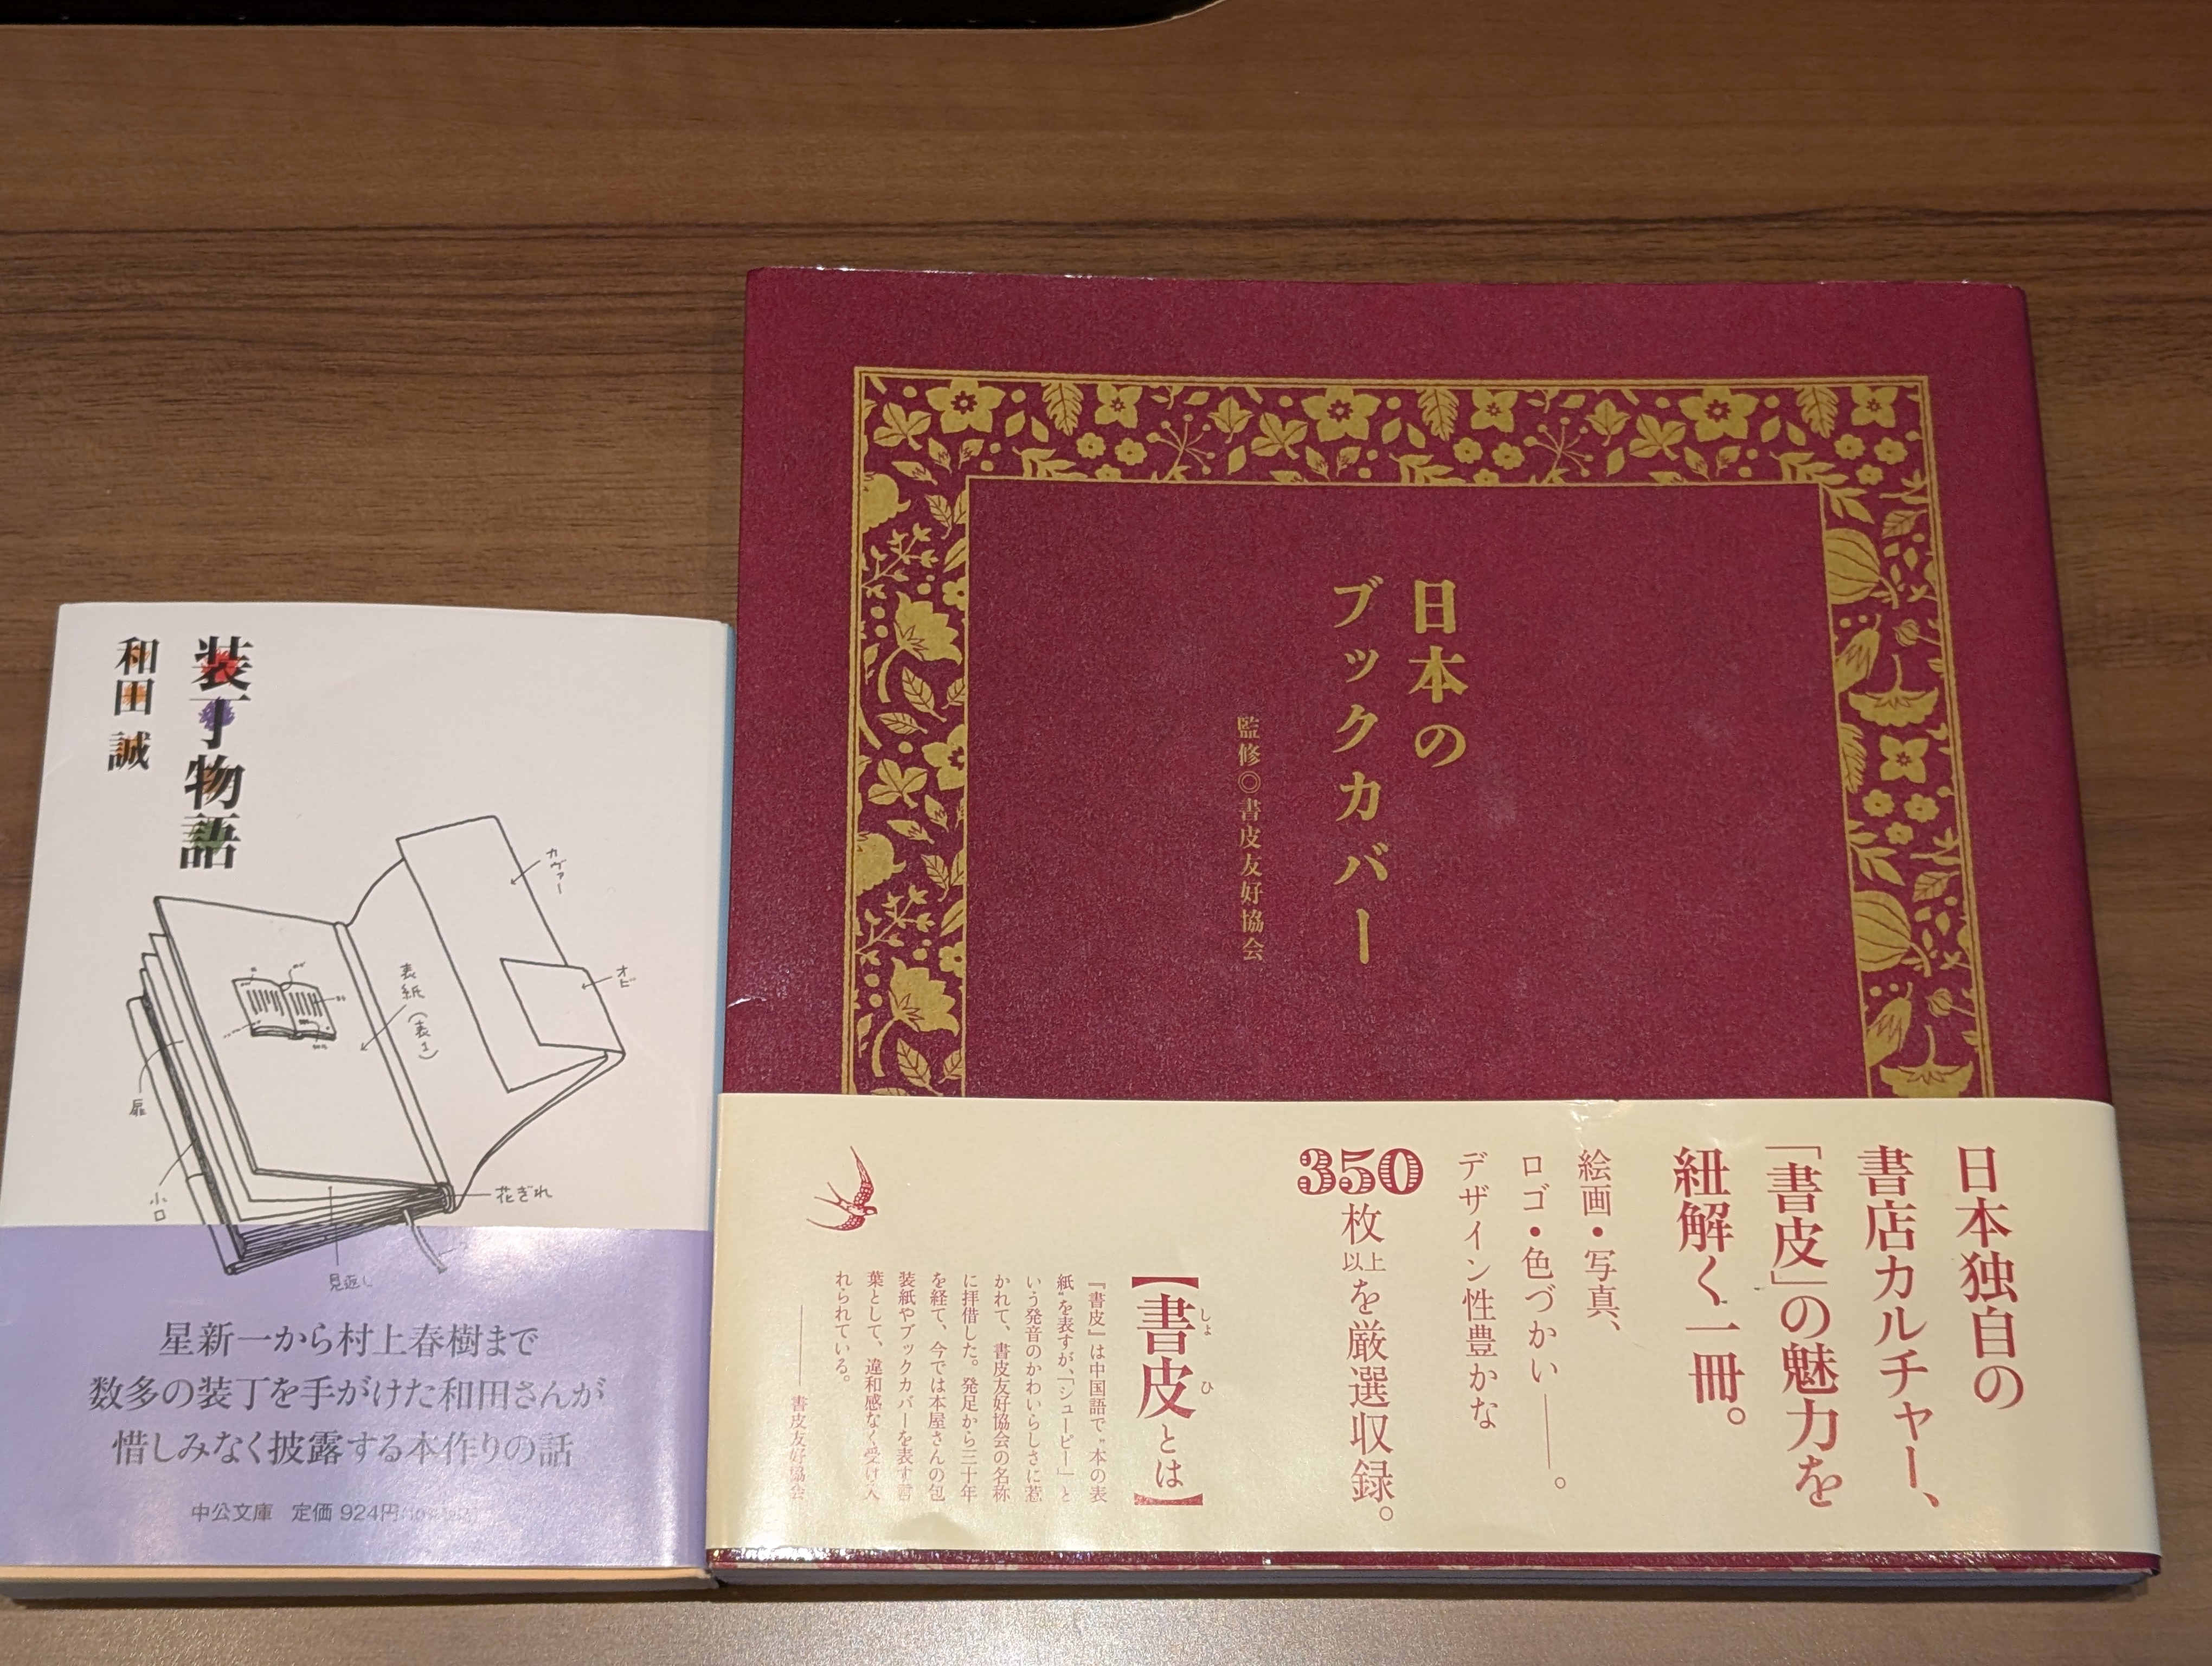 装丁物語
和田 誠
カヴァー
オビ
表紙(表1)
扉
小口
花ぎれ
見返し
星新一から村上春樹まで
数多の装丁を手がけた和田さんが
惜しみなく披露する本作りの話
中公文庫 定価 924円
日本の
ブックカバー
監修◎書皮友好協会
日本独自の
書店カルチャー、
「書皮」の魅力を
紐解く一冊。
絵画・写真、
ロゴ・色づかい――。
デザイン性豊かな
350枚以上を厳選収録。
【書皮とは】
しょ ひ
『書皮』は中国語で“本の表
紙”を表すが、「シューピー」と
いう発音のかわいらしさに惹
かれて、書皮友好協会の名称
に拝借した。発足から三十年
を経て、今では本屋さんの包
装紙やブックカバーを表す言
葉として、違和感なく受け入
れられている。
――書皮友好協会